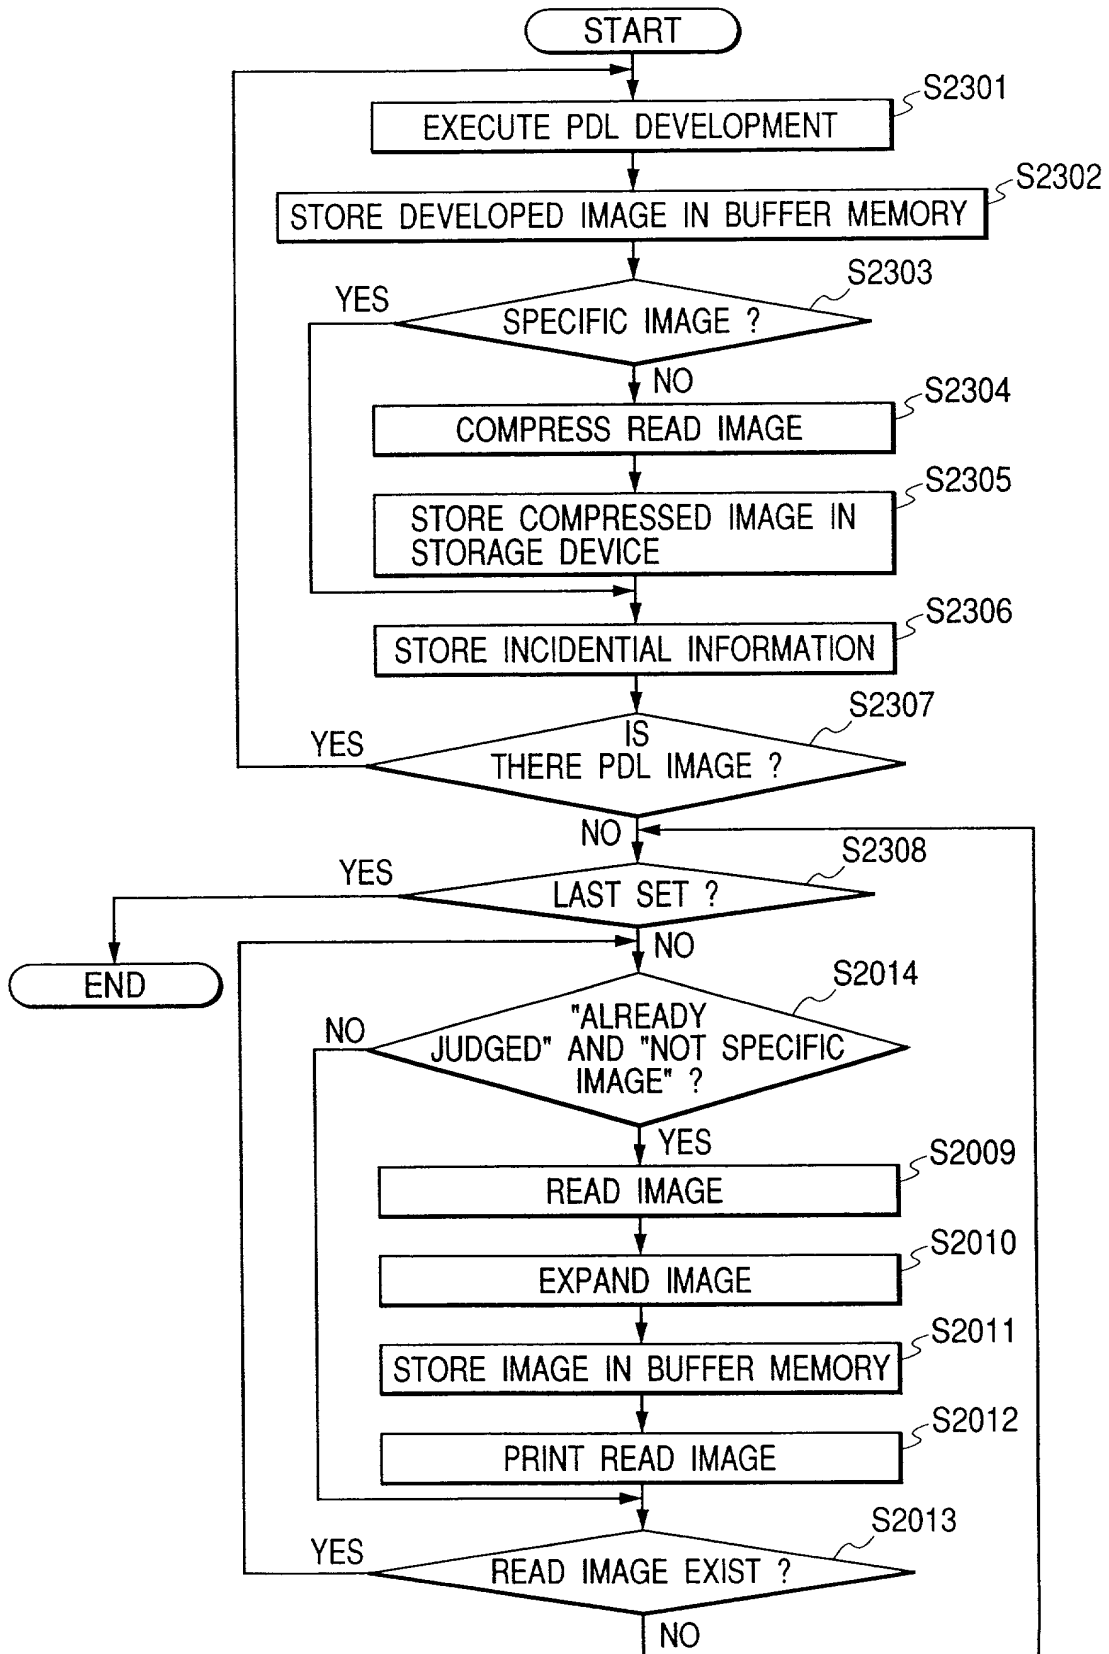 START
S2301
EXECUTE PDL DEVELOPMENT
S2302
STORE DEVELOPED IMAGE IN BUFFER MEMORY
S2303
YES
SPECIFIC IMAGE ?
NO
S2304
COMPRESS READ IMAGE
S2305
STORE COMPRESSED IMAGE IN
STORAGE DEVICE
S2306
STORE INCIDENTIAL INFORMATION
S2307
YES
IS
THERE PDL IMAGE ?
NO
S2308
YES
LAST SET ?
NO
END
S2014
NO
"ALREADY
JUDGED" AND "NOT SPECIFIC
IMAGE" ?
YES
S2009
READ IMAGE
S2010
EXPAND IMAGE
S2011
STORE IMAGE IN BUFFER MEMORY
S2012
PRINT READ IMAGE
S2013
YES
READ IMAGE EXIST ?
NO